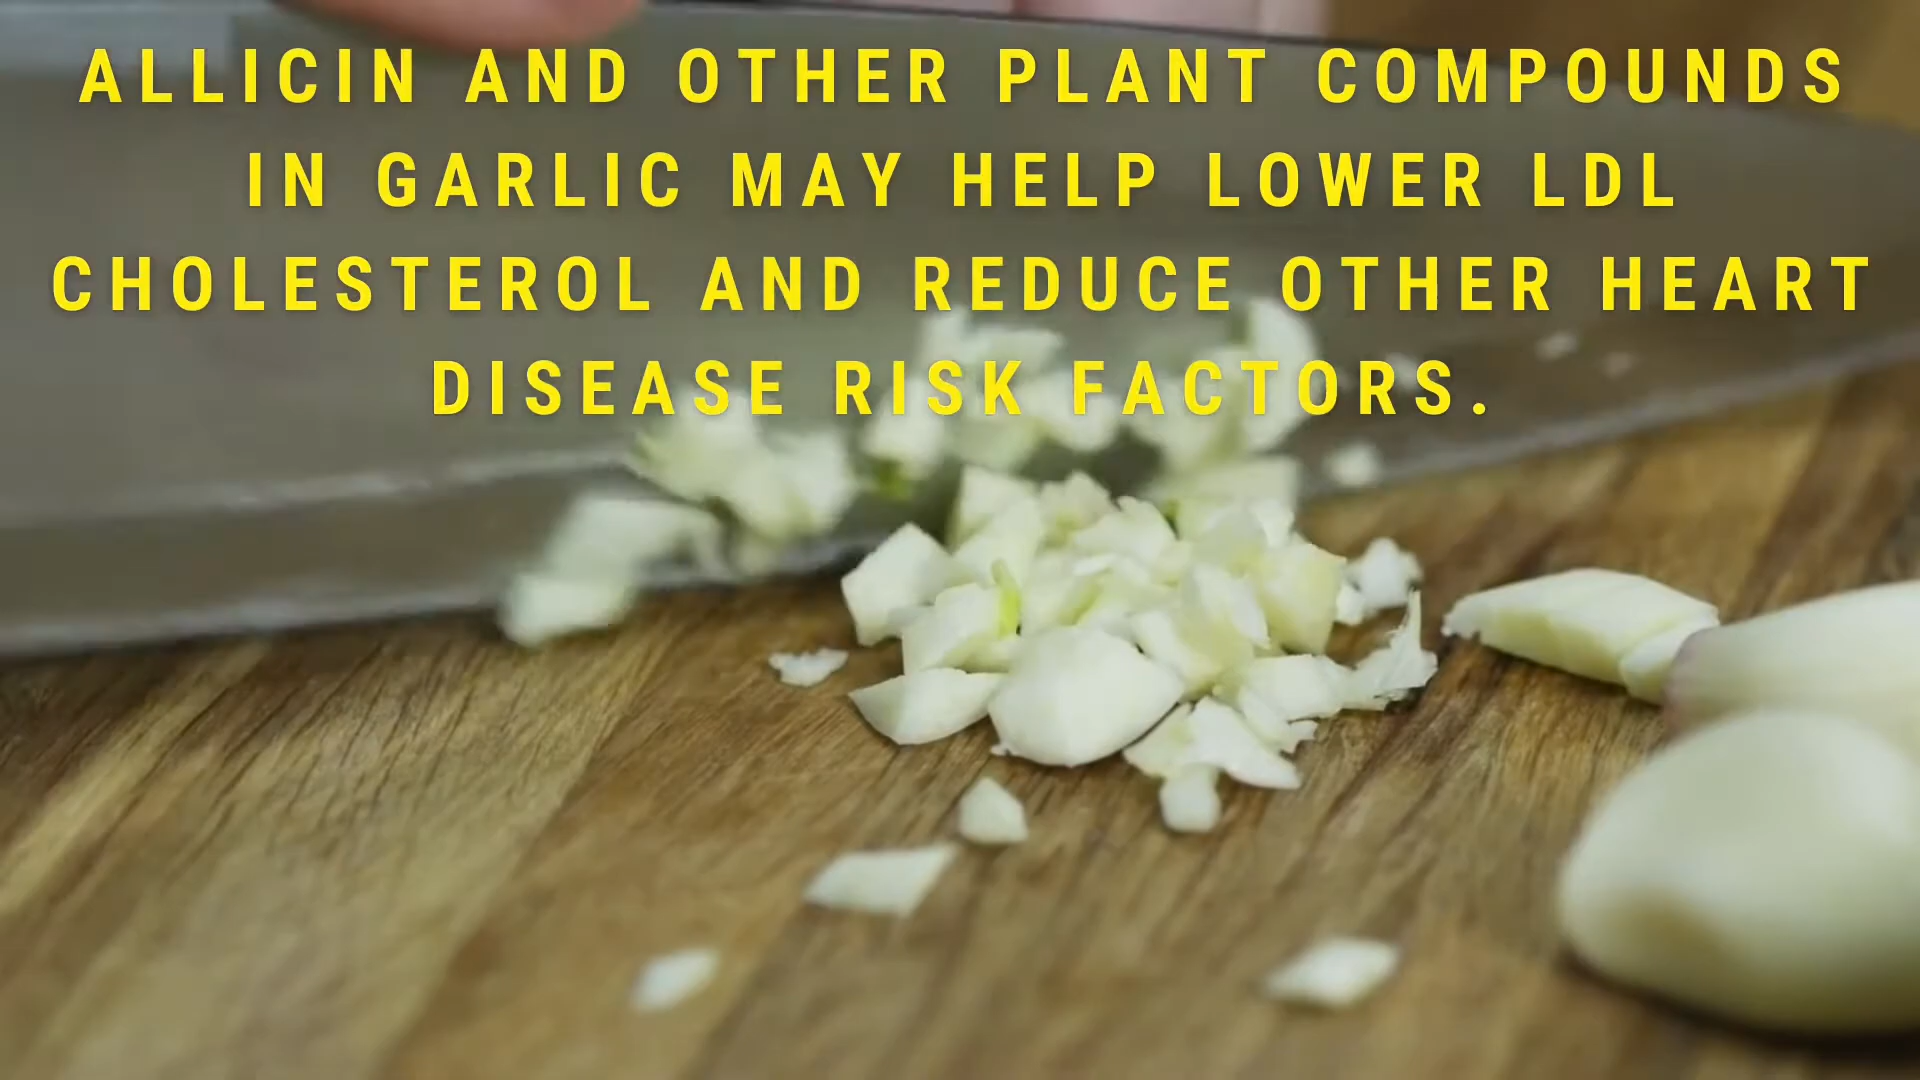 ALLICIN AND OTHER PLANT COMPOUNDS
IN GARLIC MAY HELP LOWER LDL
CHOLESTEROL AND REDUCE OTHER HEART
DISEASE RISK FACTORS.